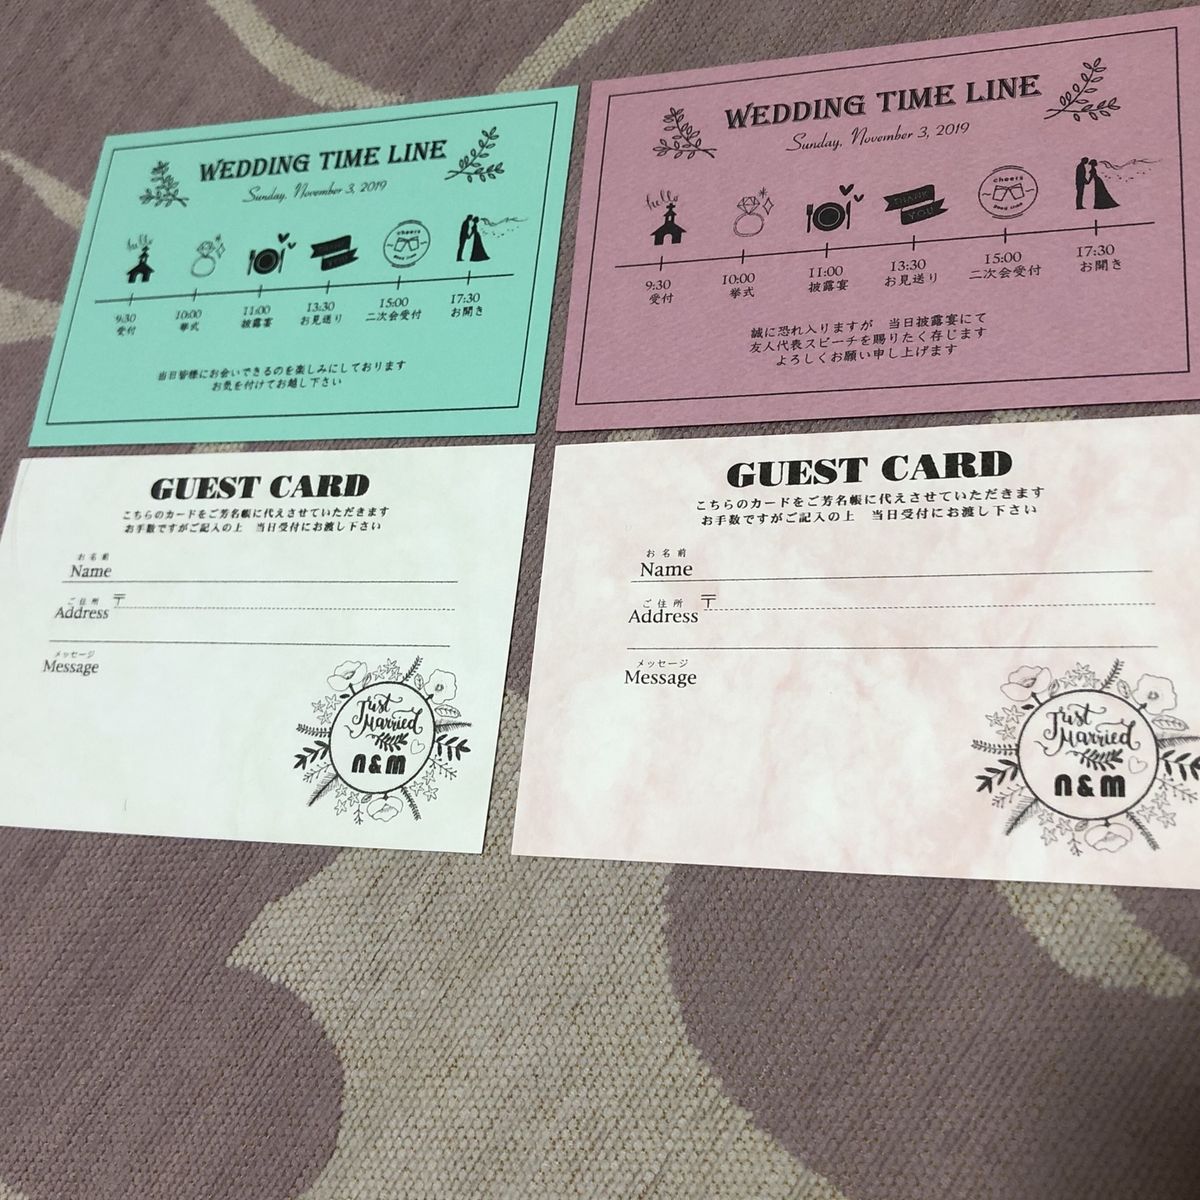 WEDDING TIME LINE
Sunday, November 3, 2019
hello
cheers
good time
9:30 10:00 11:00 13:30 15:00 17:30
受付 挙式 披露宴 お見送り 二次会受付 お開き
当日皆様にお会いできるのを楽しみにしております
お気を付けてお越し下さい
WEDDING TIME LINE
Sunday, November 3, 2019
hello
THANK
YOU
cheers
good time
9:30 10:00 11:00 13:30 15:00 17:30
受付 挙式 披露宴 お見送り 二次会受付 お開き
誠に恐れ入りますが 当日披露宴にて
友人代表スピーチを賜りたく存じます
よろしくお願い申し上げます
GUEST CARD
こちらのカードをご芳名帳に代えさせていただきます
お手数ですがご記入の上 当日受付にお渡し下さい
お名前
Name
ご住所 〒
Address
メッセージ
Message
Just
Married
n&m
GUEST CARD
こちらのカードをご芳名帳に代えさせていただきます
お手数ですがご記入の上 当日受付にお渡し下さい
お名前
Name
ご住所 〒
Address
メッセージ
Message
Just
Married
n&m